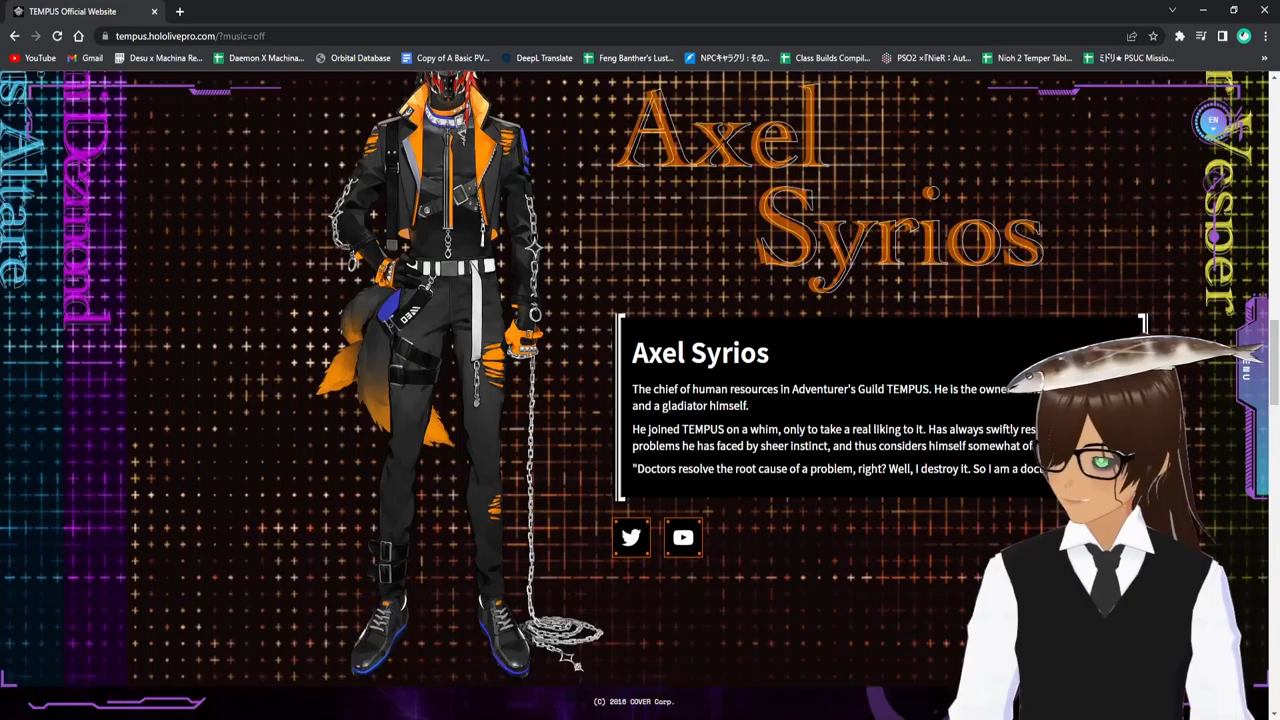 TEMPUS Official Website
tempus.hololivepro.com/?music=off
YouTube
Gmail
Desu x Machina Re...
Daemon X Machina...
Orbital Database
Copy of A Basic PV...
DeepL Translate
Feng Banther's Lust...
NPCキャラクリ : その...
Class Builds Compil...
PSO2 ×『NieR : Aut...
Nioh 2 Temper Tabl...
ミドリ★ PSUC Missio...
Altare
Desmond
Axel
Syrios
EN
Vesper
Axel Syrios
The chief of human resources in Adventurer's Guild TEMPUS. He is the owne
and a gladiator himself.
He joined TEMPUS on a whim, only to take a real liking to it. Has always swiftly res
problems he has faced by sheer instinct, and thus considers himself somewhat of
"Doctors resolve the root cause of a problem, right? Well, I destroy it. So I am a doc
(C) 2016 COVER Corp.